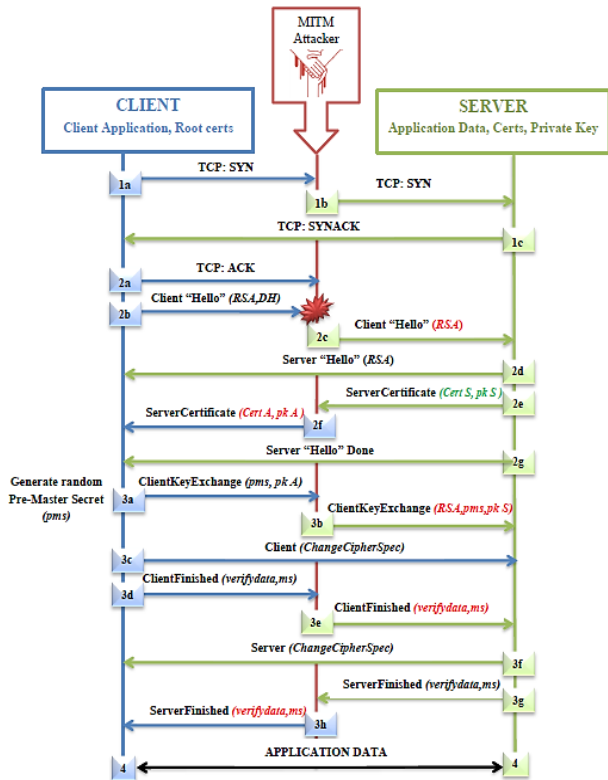 MITM
Attacker
CLIENT
Client Application, Root certs
SERVER
Application Data, Certs, Private Key
TCP: SYN
1a
TCP: SYN
1b
TCP: SYNACK
1c
TCP: ACK
2a
Client “Hello” (RSA,DH)
2b
Client “Hello” (RSA)
2c
Server “Hello” (RSA)
2d
ServerCertificate (Cert S, pk S)
2e
ServerCertificate (Cert A, pk A )
2f
Server “Hello” Done
2g
Generate random
Pre-Master Secret
(pms)
ClientKeyExchange (pms, pk A)
3a
ClientKeyExchange (RSA,pms,pk S)
3b
Client (ChangeCipherSpec)
3c
ClientFinished (verifydata,ms)
3d
ClientFinished (verifydata,ms)
3e
Server (ChangeCipherSpec)
3f
ServerFinished (verifydata,ms)
3g
ServerFinished (verifydata,ms)
3h
APPLICATION DATA
4
4